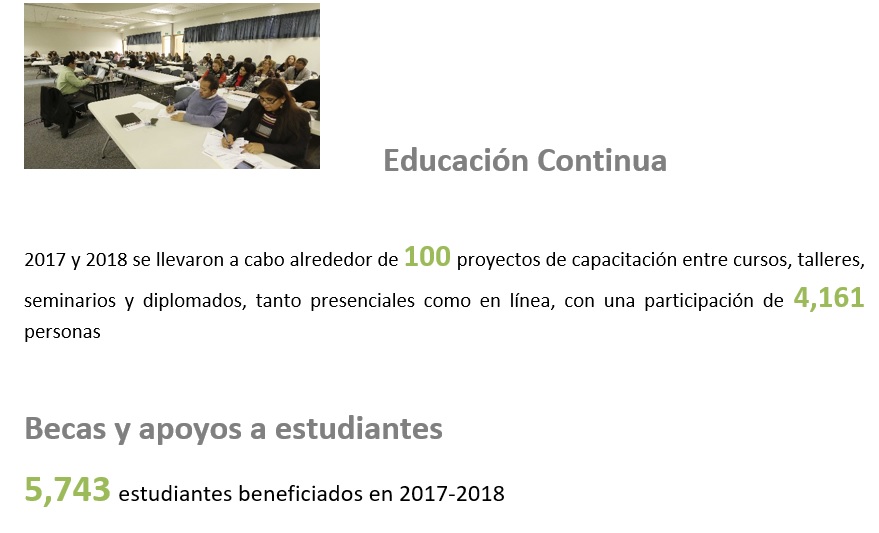 Educación Continua
2017 y 2018 se llevaron a cabo alrededor de 100 proyectos de capacitación entre cursos, talleres,
seminarios y diplomados, tanto presenciales como en línea, con una participación de 4,161
personas
Becas y apoyos a estudiantes
5,743 estudiantes beneficiados en 2017-2018